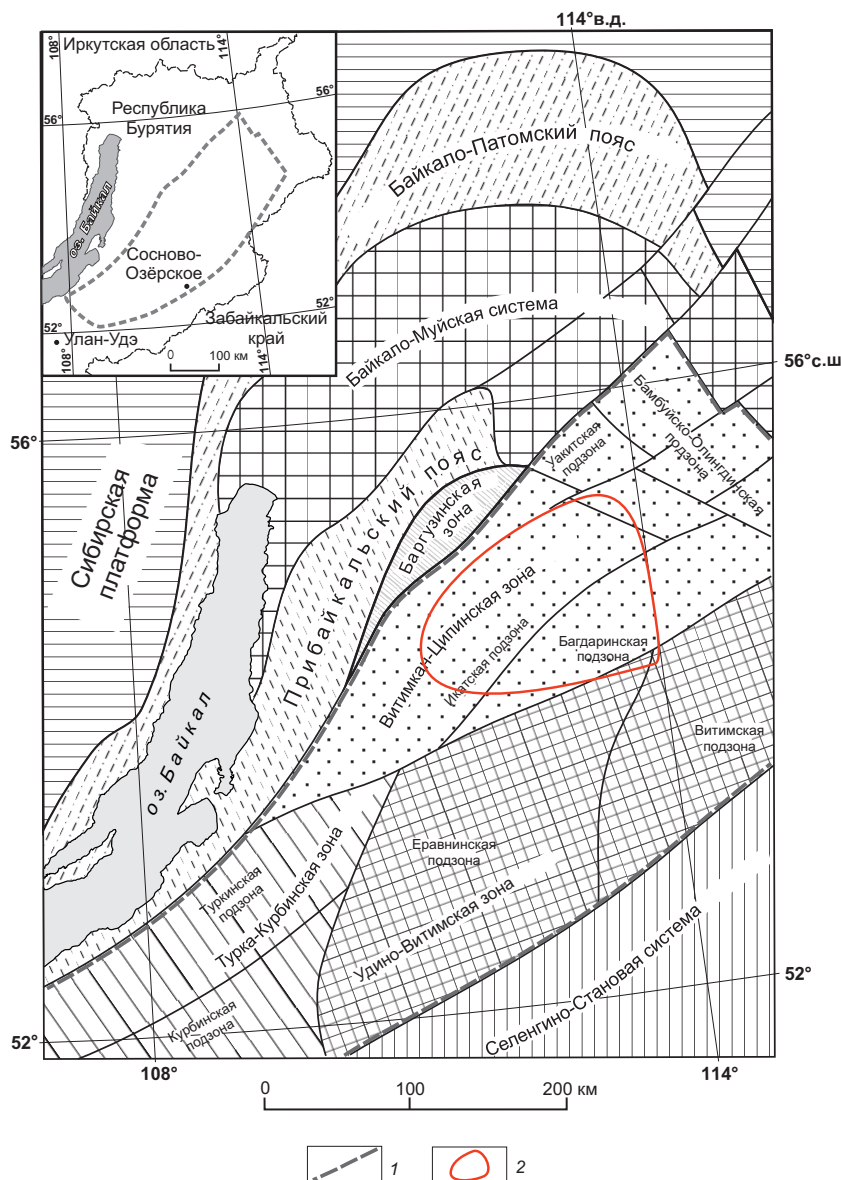 114°в.д.
Иркутская область
108°
114°
56°
56°
Республика
Бурятия
оз. Байкал
Сосново-
Озёрское
52°
52°
Забайкальский
край
Улан-Удэ
108°
0
100 км
114°
Байкало-Патомский пояс
Байкало-Муйская система
56°с.ш
56°
Сибирская
платформа
Прибайкальский пояс
Баргузинская
зона
Уакитская
подзона
Бамбуйско-Олингдинская
подзона
Витимкан-Ципинская зона
Икатская подзона
Багдаринская
подзона
оз. Байкал
Витимская
подзона
Еравнинская
подзона
Туркинская
подзона
Турка-Курбинская зона
Удино-Витимская зона
Курбинская
подзона
Селенгино-Становая система
52°
52°
108°
114°
0
100
200 км
1
2